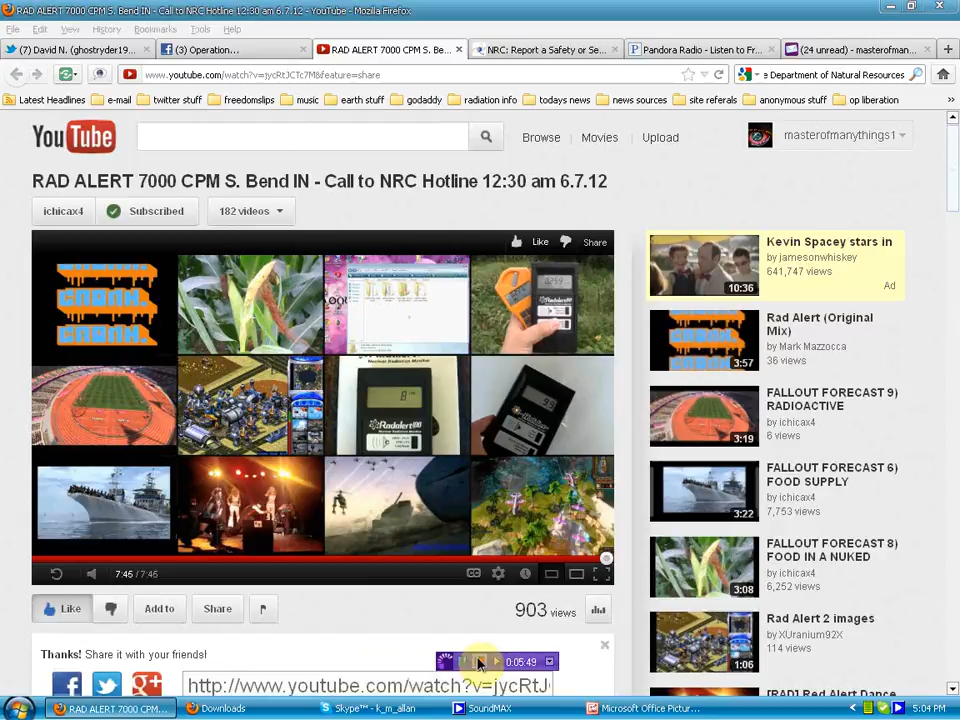 RAD ALERT 7000 CPM S. Bend IN - Call to NRC Hotline 12:30 am 6.7.12 - YouTube - Mozilla Firefox
File Edit View History Bookmarks Tools Help
(7) David N. (ghostryder19... (3) Operation... RAD ALERT 7000 CPM S. Be... NRC: Report a Safety or Se... Pandora Radio - Listen to Fr... (24 unread) - masterofmani...
www.youtube.com/watch?v=jycRtJCTc7M&feature=share
e Department of Natural Resources
Latest Headlines e-mail twitter stuff freedomslips music earth stuff godaddy radiation info todays news news sources site referals anonymous stuff op liberation
YouTube
Browse Movies Upload masterofmanythings1
RAD ALERT 7000 CPM S. Bend IN - Call to NRC Hotline 12:30 am 6.7.12
ichicax4 Subscribed 182 videos
Like Share
7:45 / 7:45
CC
Like Add to Share
903 views
Thanks! Share it with your friends!
0:05:49
http://www.youtube.com/watch?v=jycRtJ
Kevin Spacey stars in
by jamesonwhiskey
641,747 views
Ad
10:36
Rad Alert (Original
Mix)
by Mark Mazzocca
36 views
3:57
FALLOUT FORECAST 9)
RADIOACTIVE
by ichicax4
6 views
3:19
FALLOUT FORECAST 6)
FOOD SUPPLY
by ichicax4
7,753 views
3:22
FALLOUT FORECAST 8)
FOOD IN A NUKED
by ichicax4
6,252 views
3:08
Rad Alert 2 images
by XUranium92X
114 views
1:06
[RAD] Rad Alert Dance
RAD ALERT 7000 CPM... Downloads Skype™ - k_m_allan SoundMAX Microsoft Office Pictur... 5:04 PM